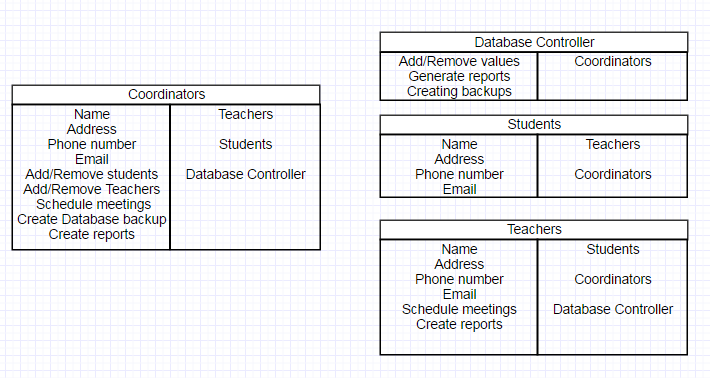 Coordinators
Name
Address
Phone number
Email
Add/Remove students
Add/Remove Teachers
Schedule meetings
Create Database backup
Create reports
Teachers
Students
Database Controller
Database Controller
Add/Remove values
Generate reports
Creating backups
Coordinators
Students
Name
Address
Phone number
Email
Teachers
Coordinators
Teachers
Name
Address
Phone number
Email
Schedule meetings
Create reports
Students
Coordinators
Database Controller